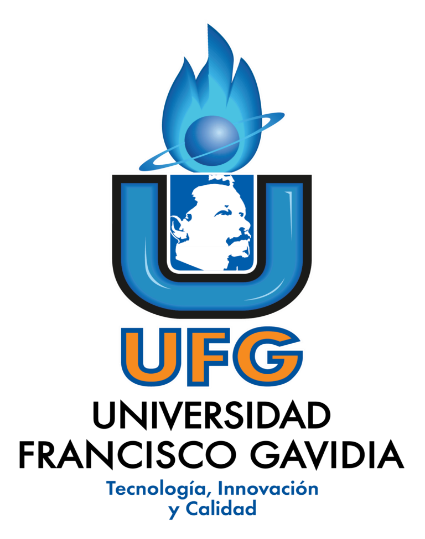 UFG
UNIVERSIDAD
FRANCISCO GAVIDIA
Tecnología, Innovación
y Calidad